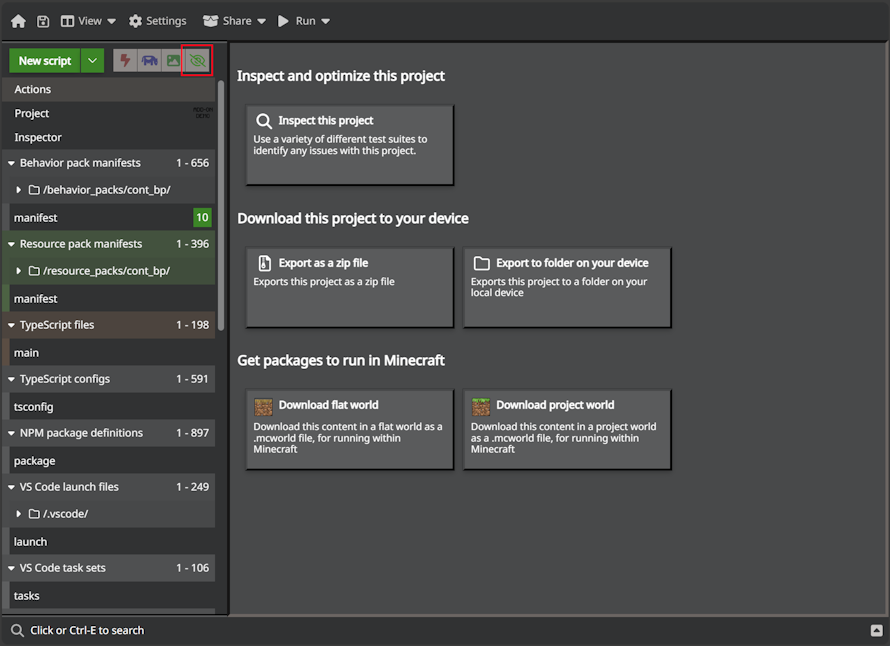 View
Settings
Share
Run
New script
Actions
Project
Inspector
Behavior pack manifests 1 - 656
/behavior_packs/cont_bp/
manifest 10
Resource pack manifests 1 - 396
/resource_packs/cont_bp/
manifest
TypeScript files 1 - 198
main
TypeScript configs 1 - 591
tsconfig
NPM package definitions 1 - 897
package
VS Code launch files 1 - 249
/.vscode/
launch
VS Code task sets 1 - 106
tasks
Inspect and optimize this project
Inspect this project
Use a variety of different test suites to
identify any issues with this project.
Download this project to your device
Export as a zip file
Exports this project as a zip file
Export to folder on your device
Exports this project to a folder on your
local device
Get packages to run in Minecraft
Download flat world
Download this content in a flat world as a
.mcworld file, for running within
Minecraft
Download project world
Download this content in a project world
as a .mcworld file, for running within
Minecraft
Click or Ctrl-E to search